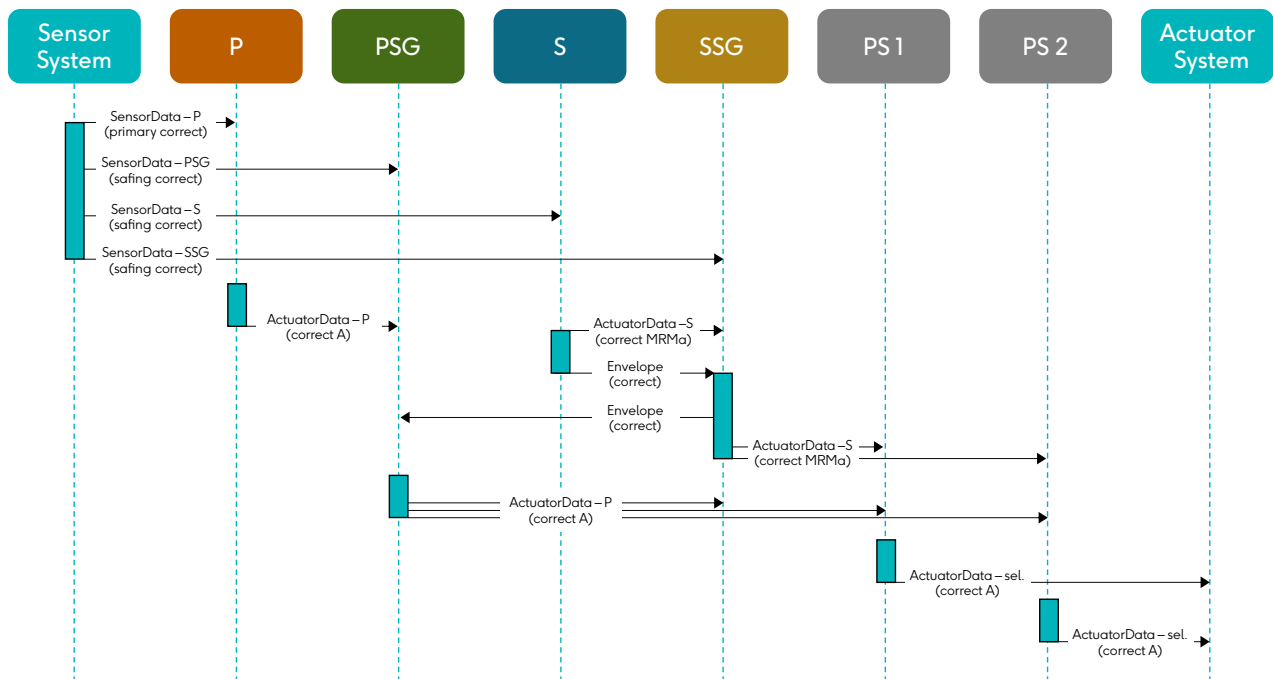 Sensor
System
P
PSG
S
SSG
PS 1
PS 2
Actuator
System
SensorData – P
(primary correct)
SensorData – PSG
(safing correct)
SensorData – S
(safing correct)
SensorData – SSG
(safing correct)
ActuatorData – P
(correct A)
ActuatorData –S
(correct MRMa)
Envelope
(correct)
Envelope
(correct)
ActuatorData –S
(correct MRMa)
ActuatorData – P
(correct A)
ActuatorData – sel.
(correct A)
ActuatorData – sel.
(correct A)